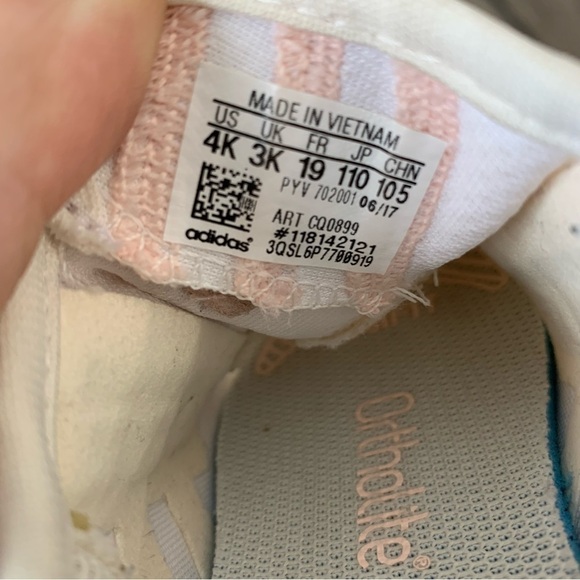 MADE IN VIETNAM
US UK FR JP CHN
4K 3K 19 110 105
PYV 702001 06/17
ART CQ0899
#118142121
adidas 3QSL6P7700919
Ortholite®